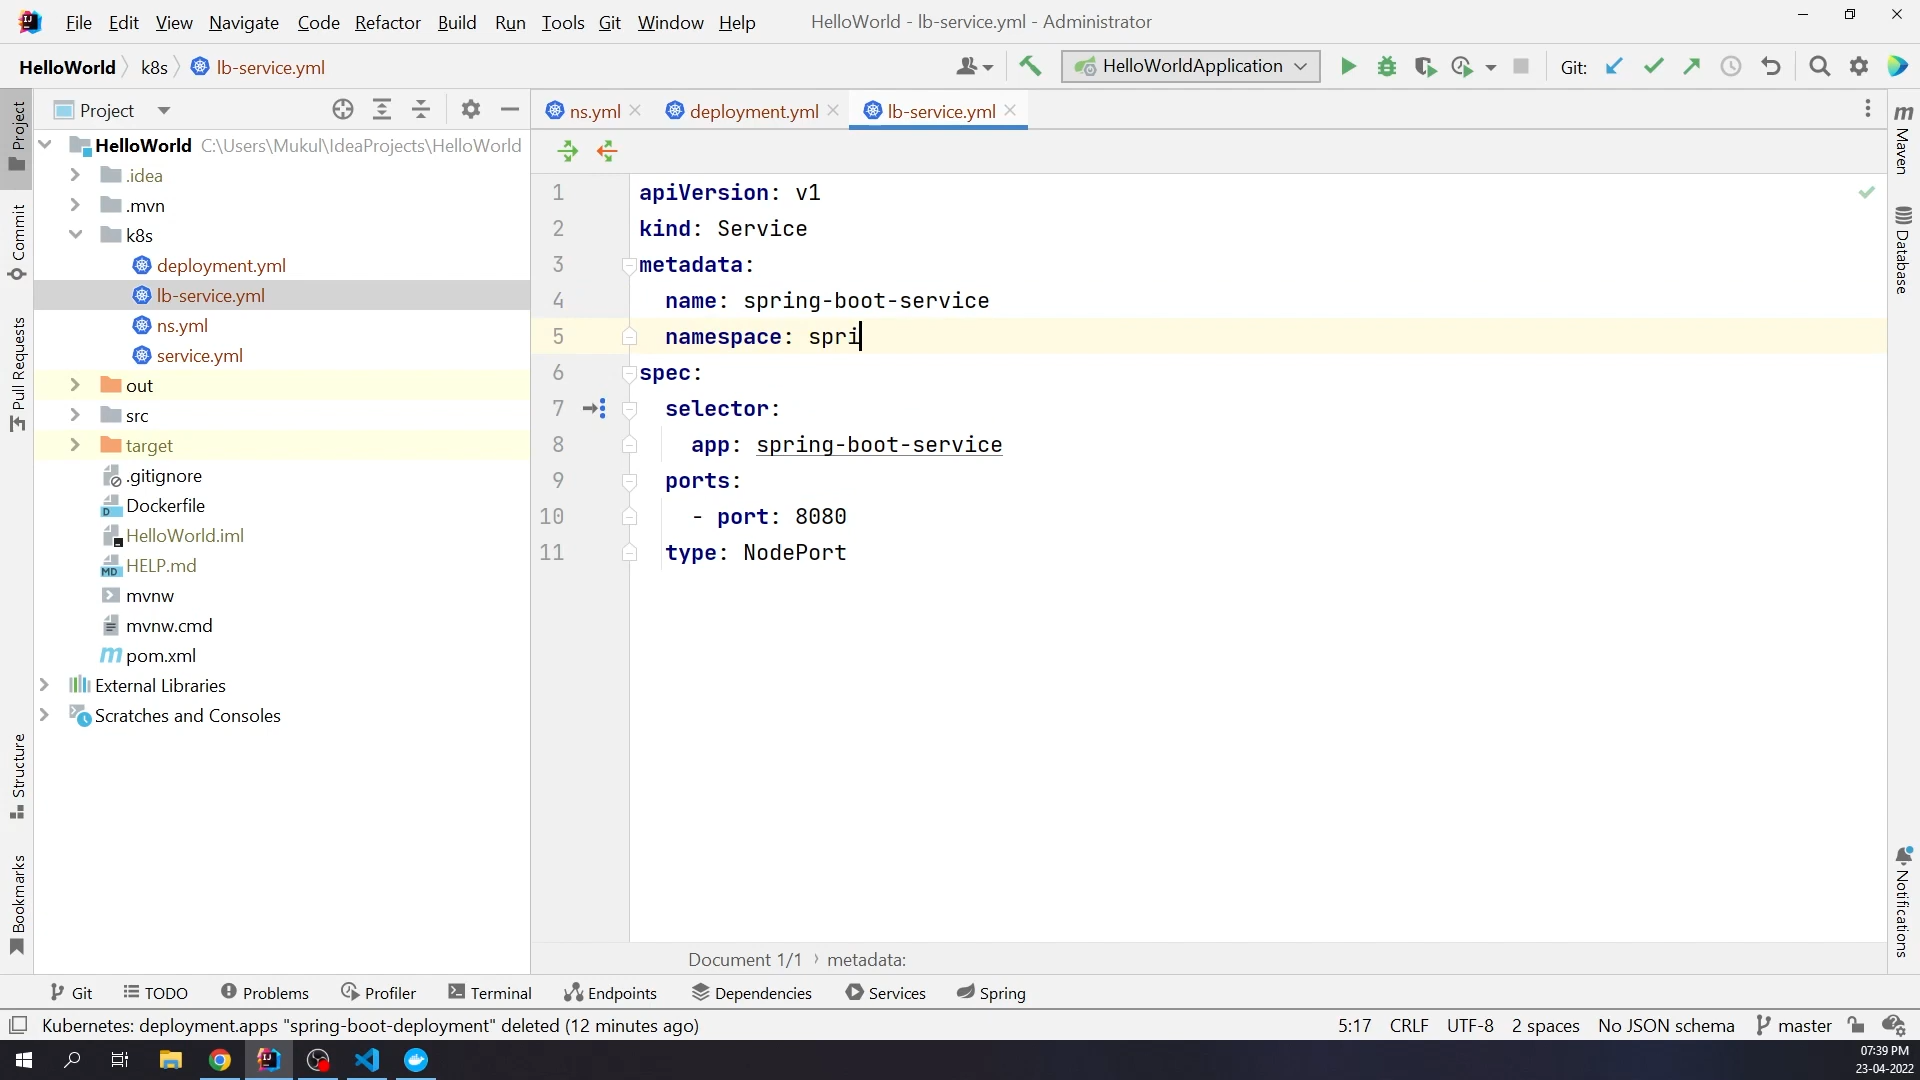 File Edit View Navigate Code Refactor Build Run Tools Git Window Help HelloWorld - lb-service.yml - Administrator
HelloWorld k8s lb-service.yml HelloWorldApplication Git:
Project ns.yml deployment.yml lb-service.yml
HelloWorld C:\Users\Mukul\IdeaProjects\HelloWorld
.idea
.mvn
k8s
deployment.yml
lb-service.yml
ns.yml
service.yml
out
src
target
.gitignore
Dockerfile
HelloWorld.iml
HELP.md
mvnw
mvnw.cmd
pom.xml
External Libraries
Scratches and Consoles
1 apiVersion: v1
2 kind: Service
3 metadata:
4 name: spring-boot-service
5 namespace: spri
6 spec:
7 selector:
8 app: spring-boot-service
9 ports:
10 - port: 8080
11 type: NodePort
Document 1/1 › metadata:
Project
Commit
Pull Requests
Structure
Bookmarks
Maven
Database
Notifications
Git TODO Problems Profiler Terminal Endpoints Dependencies Services Spring
Kubernetes: deployment.apps "spring-boot-deployment" deleted (12 minutes ago) 5:17 CRLF UTF-8 2 spaces No JSON schema master
07:39 PM
23-04-2022